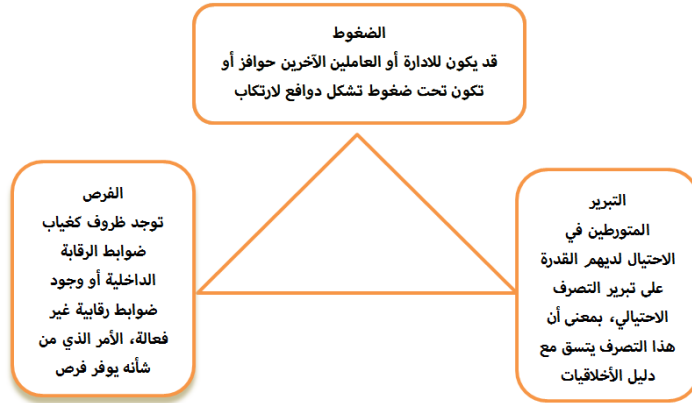 الضغوط
قد يكون للادارة أو العاملين الآخرين حوافز أو
تكون تحت ضغوط تشكل دوافع لارتكاب
التبرير
المتورطين في
الاحتيال لديهم القدرة
على تبرير التصرف
الاحتيالي، بمعنى أن
هذا التصرف يتسق مع
دليل الأخلاقيات
الفرص
توجد ظروف كغياب
ضوابط الرقابة
الداخلية أو وجود
ضوابط رقابية غير
فعالة، الأمر الذي من
شأنه يوفر فرص